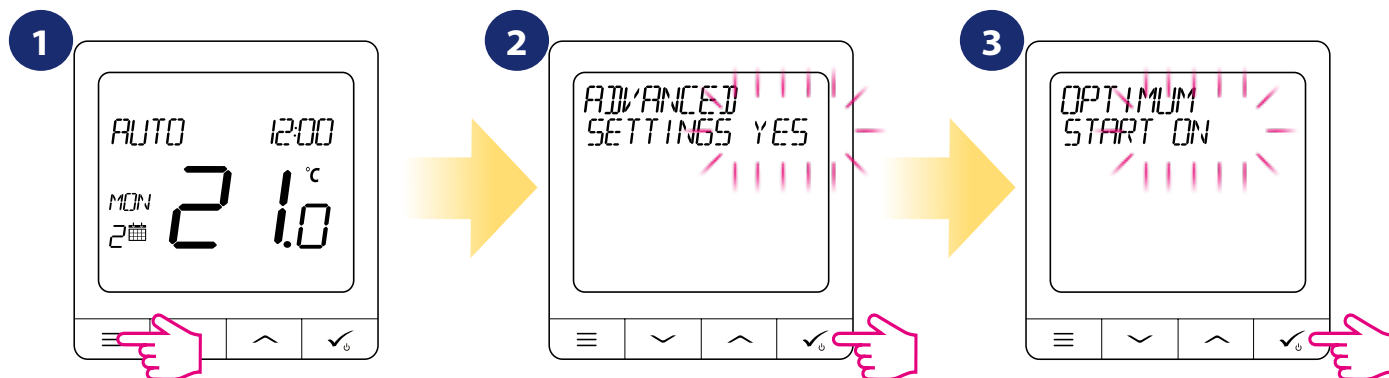 1
AUTO 12:00
MON
2
21.0 °C
2
ADVANCED
SETTINGS YES
3
OPTIMUM
START ON